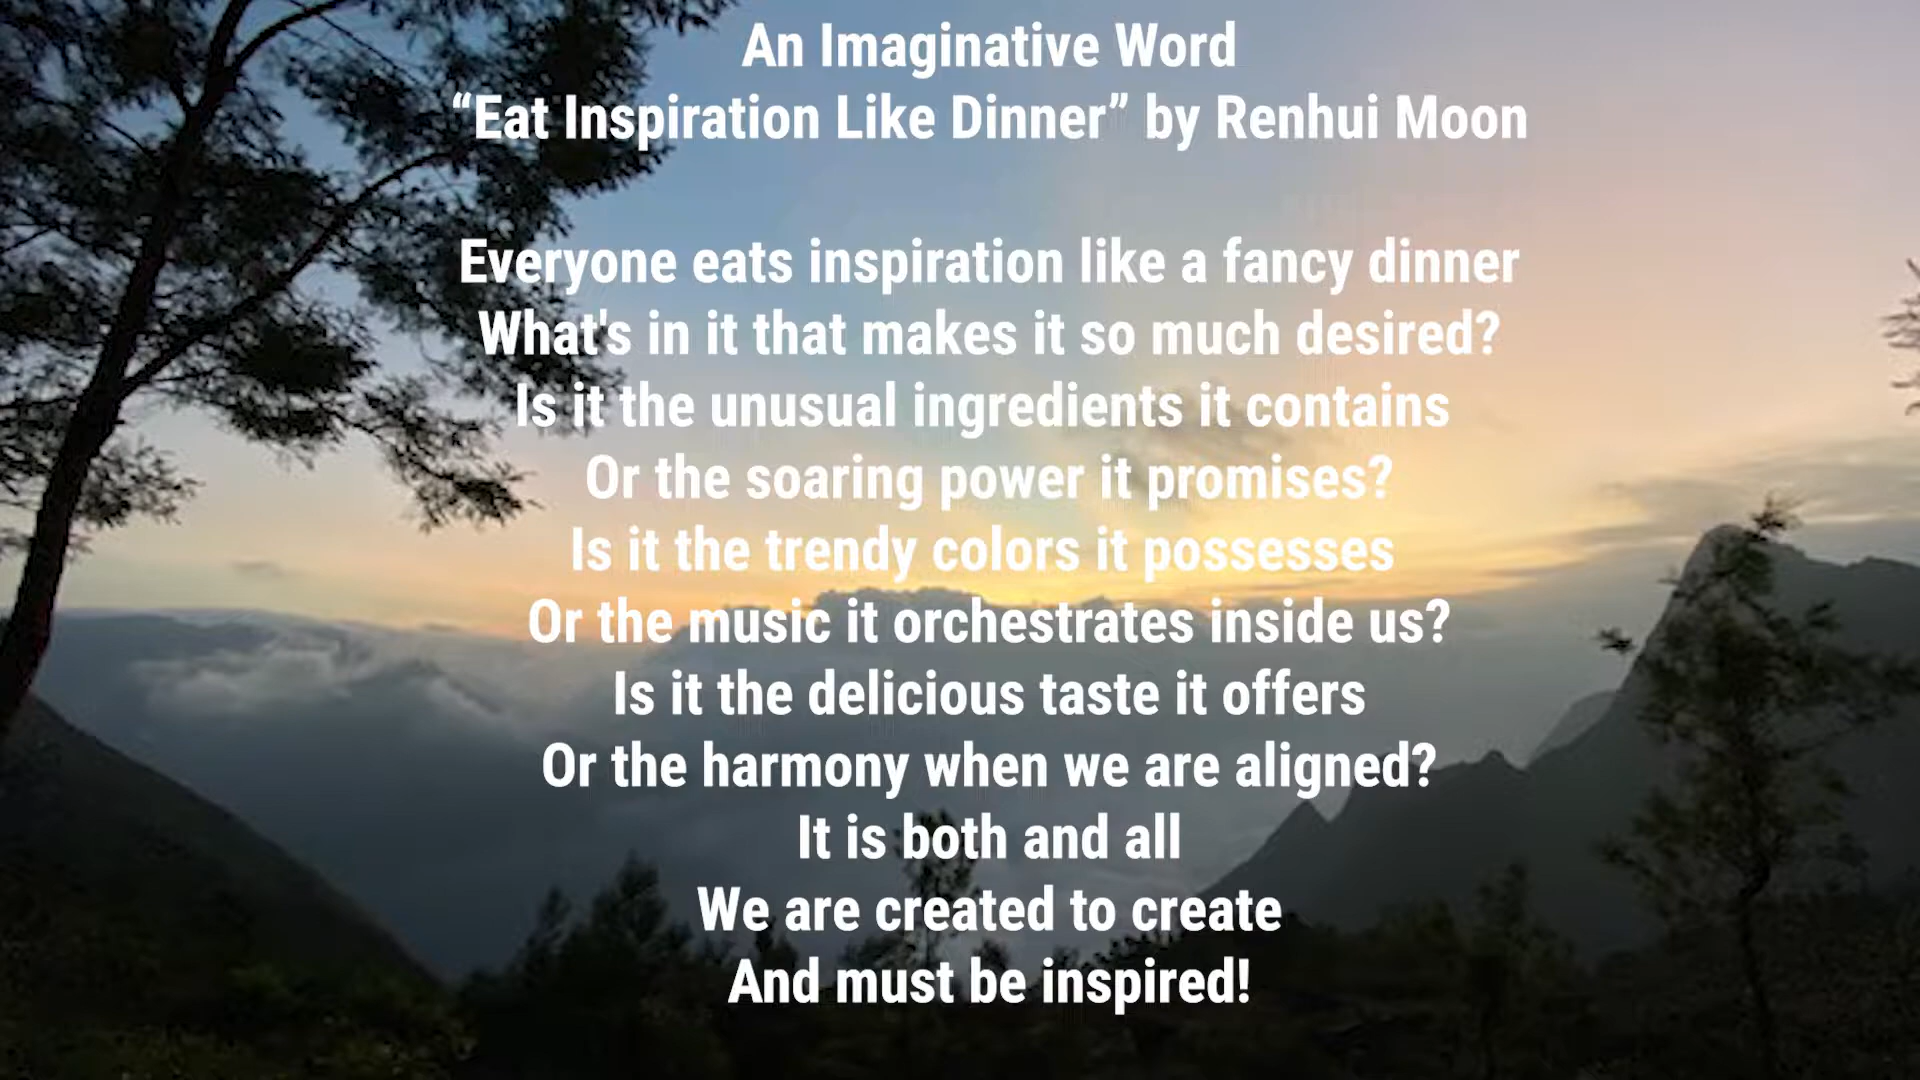 An Imaginative Word
“Eat Inspiration Like Dinner” by Renhui Moon
Everyone eats inspiration like a fancy dinner
What's in it that makes it so much desired?
Is it the unusual ingredients it contains
Or the soaring power it promises?
Is it the trendy colors it possesses
Or the music it orchestrates inside us?
Is it the delicious taste it offers
Or the harmony when we are aligned?
It is both and all
We are created to create
And must be inspired!